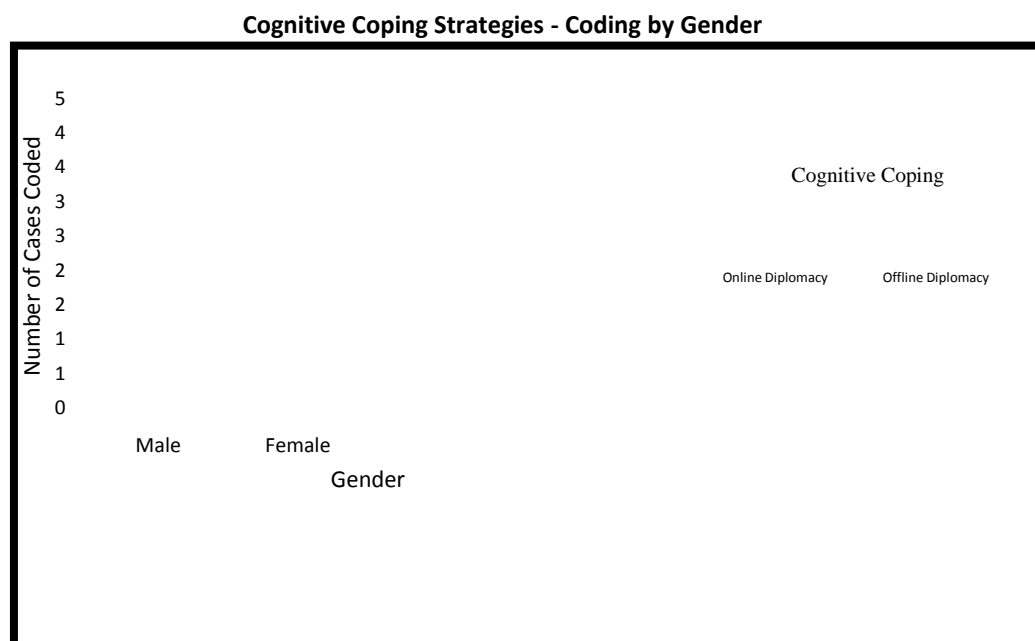 Cognitive Coping Strategies - Coding by Gender
Number of Cases Coded
5
4
4
3
3
2
2
1
1
0
Male Female
Gender
Cognitive Coping
Online Diplomacy Offline Diplomacy